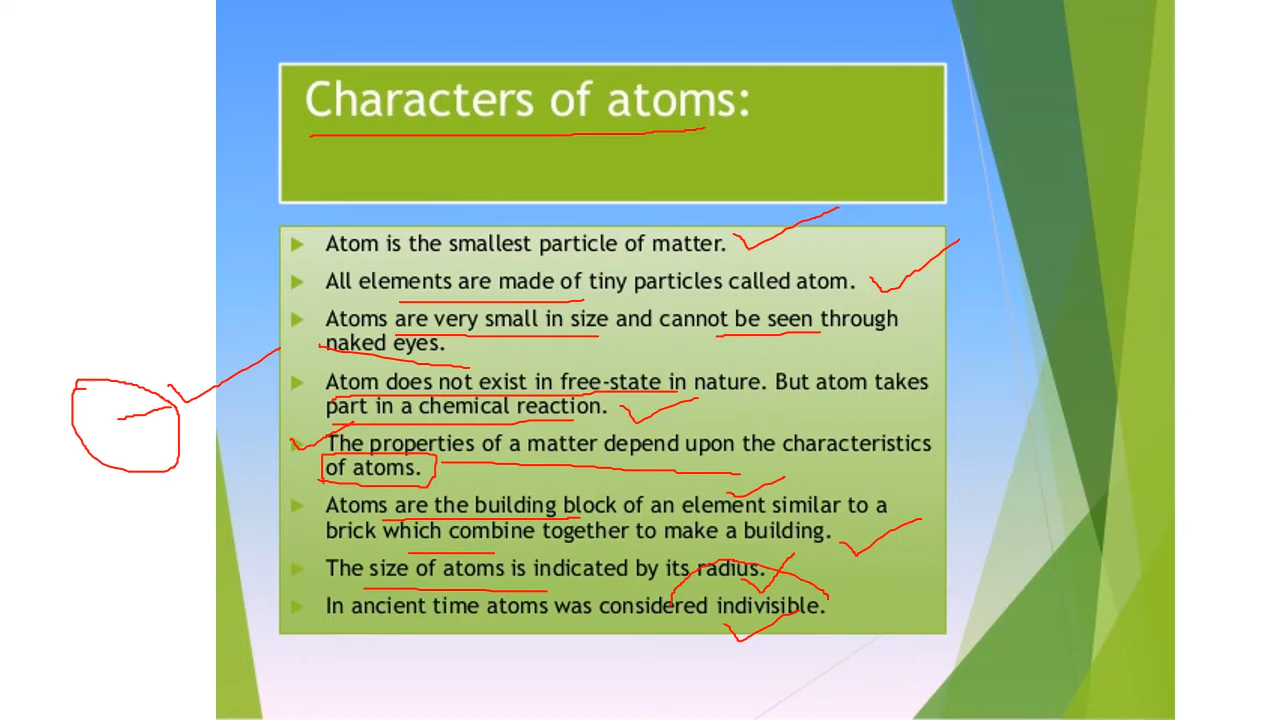 Characters of atoms:
Atom is the smallest particle of matter.
All elements are made of tiny particles called atom.
Atoms are very small in size and cannot be seen through
naked eyes.
Atom does not exist in free-state in nature. But atom takes
part in a chemical reaction.
The properties of a matter depend upon the characteristics
of atoms.
Atoms are the building block of an element similar to a
brick which combine together to make a building.
The size of atoms is indicated by its radius.
In ancient time atoms was considered indivisible.